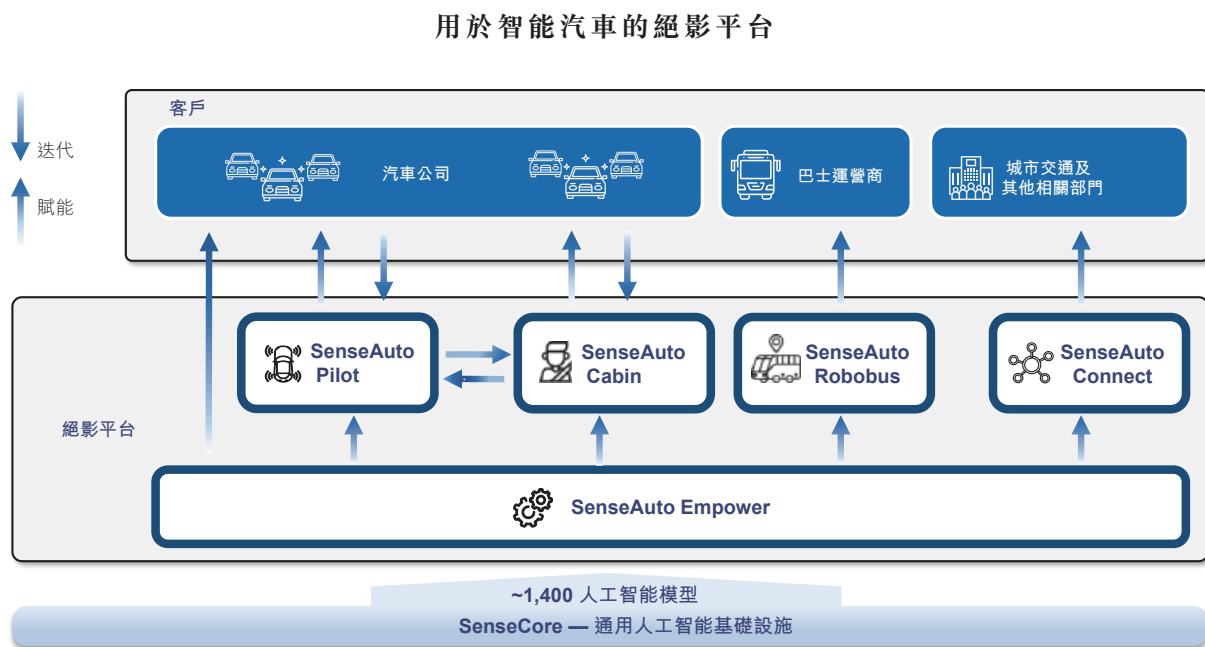 用於智能汽車的絕影平台
客戶
迭代
賦能
汽車公司
巴士運營商
城市交通及
其他相關部門
SenseAuto
Pilot
SenseAuto
Cabin
SenseAuto
Robobus
SenseAuto
Connect
絕影平台
SenseAuto Empower
~1,400 人工智能模型
SenseCore — 通用人工智能基礎設施